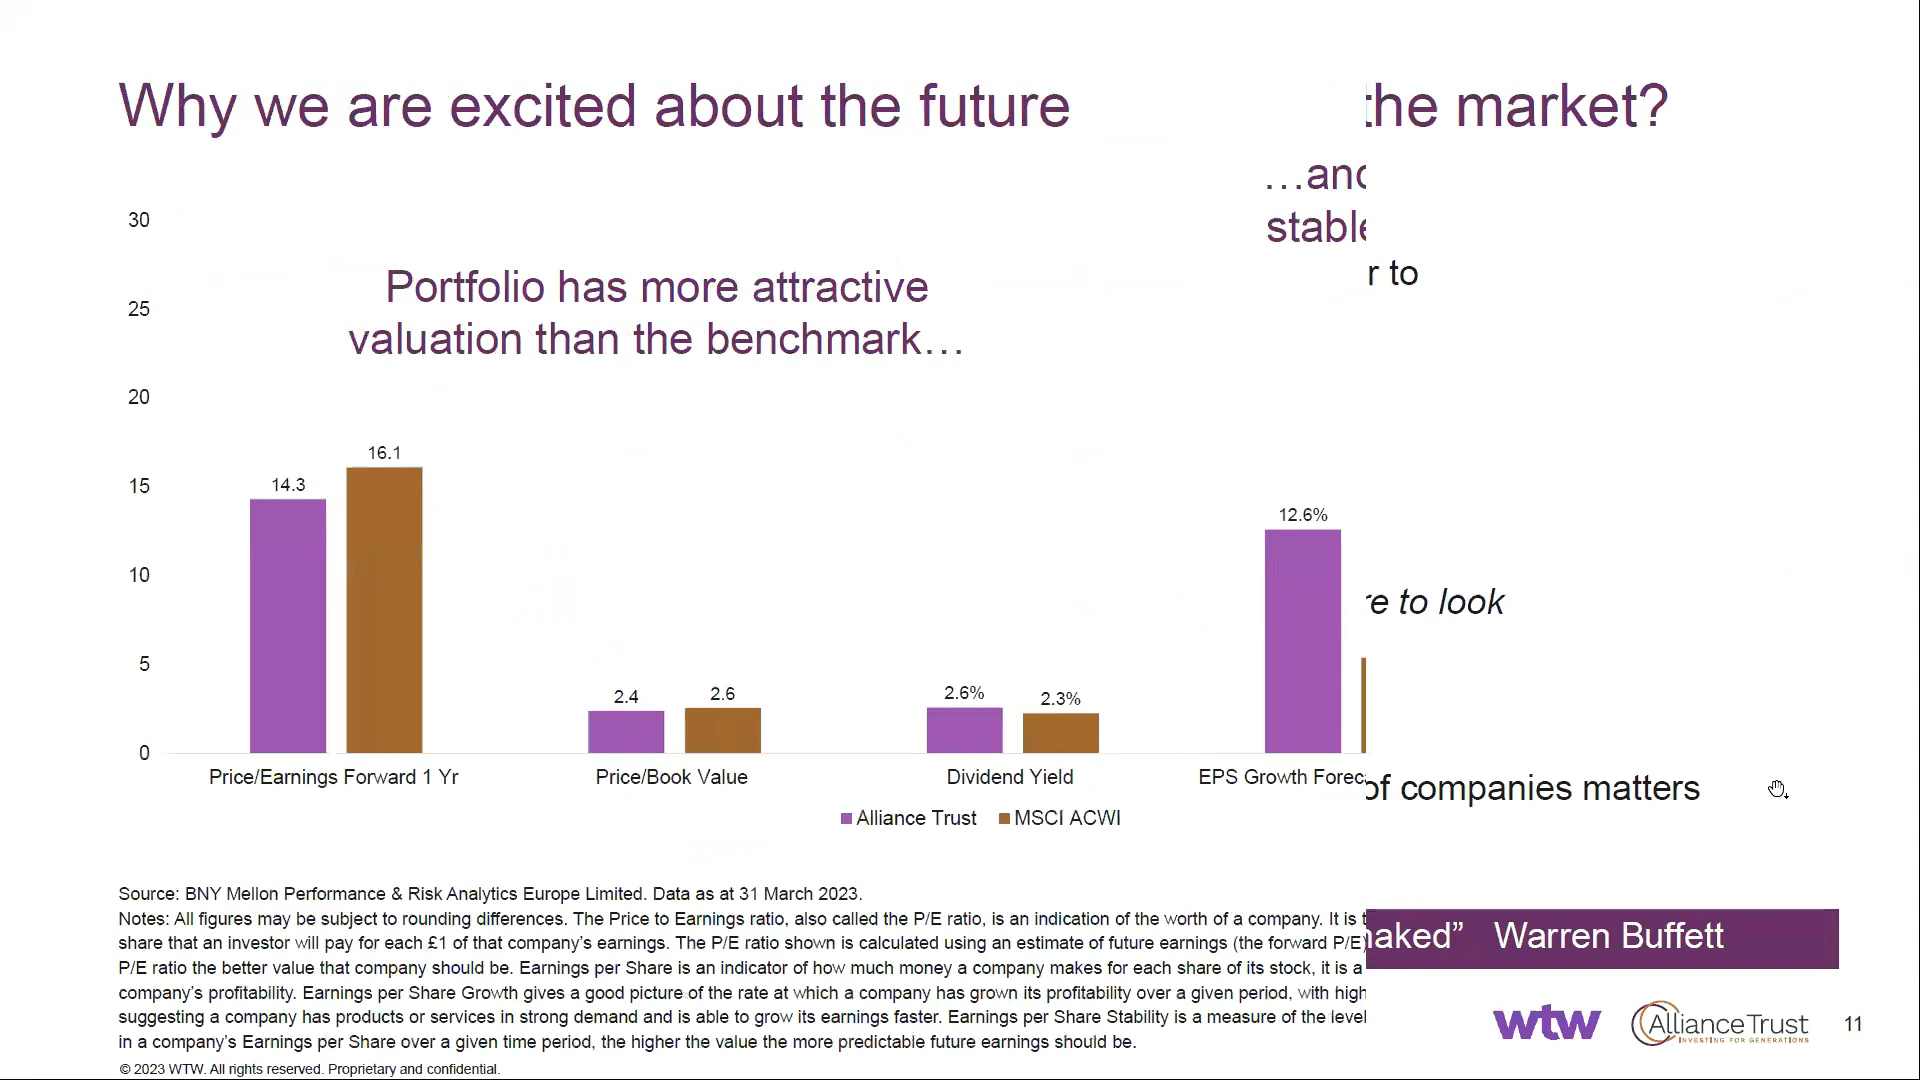 Why we are excited about the future
the market?
…and
stable
r to
30
25
20
15
10
5
0
Portfolio has more attractive
valuation than the benchmark…
14.3
16.1
2.4
2.6
2.6%
2.3%
12.6%
re to look
Price/Earnings Forward 1 Yr
Price/Book Value
Dividend Yield
EPS Growth Forec
of companies matters
Alliance Trust
MSCI ACWI
Source: BNY Mellon Performance & Risk Analytics Europe Limited. Data as at 31 March 2023.
Notes: All figures may be subject to rounding differences. The Price to Earnings ratio, also called the P/E ratio, is an indication of the worth of a company. It is t
share that an investor will pay for each £1 of that company’s earnings. The P/E ratio shown is calculated using an estimate of future earnings (the forward P/E)
P/E ratio the better value that company should be. Earnings per Share is an indicator of how much money a company makes for each share of its stock, it is a
company’s profitability. Earnings per Share Growth gives a good picture of the rate at which a company has grown its profitability over a given period, with high
suggesting a company has products or services in strong demand and is able to grow its earnings faster. Earnings per Share Stability is a measure of the level
in a company’s Earnings per Share over a given time period, the higher the value the more predictable future earnings should be.
naked” Warren Buffett
© 2023 WTW. All rights reserved. Proprietary and confidential.
wtw
Alliance Trust
INVESTING FOR GENERATIONS
11